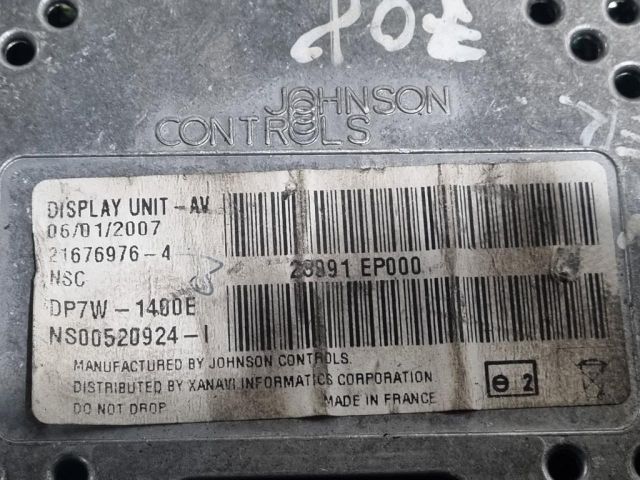 JOHNSON
CONTROLS
DISPLAY UNIT - AV
06/01/2007
21676976-4
NSC
28091 EP000
DP7W-1400E
NS00520924-I
MANUFACTURED BY JOHNSON CONTROLS.
DISTRIBUTED BY XANAVI INFORMATICS CORPORATION
DO NOT DROP
MADE IN FRANCE
2